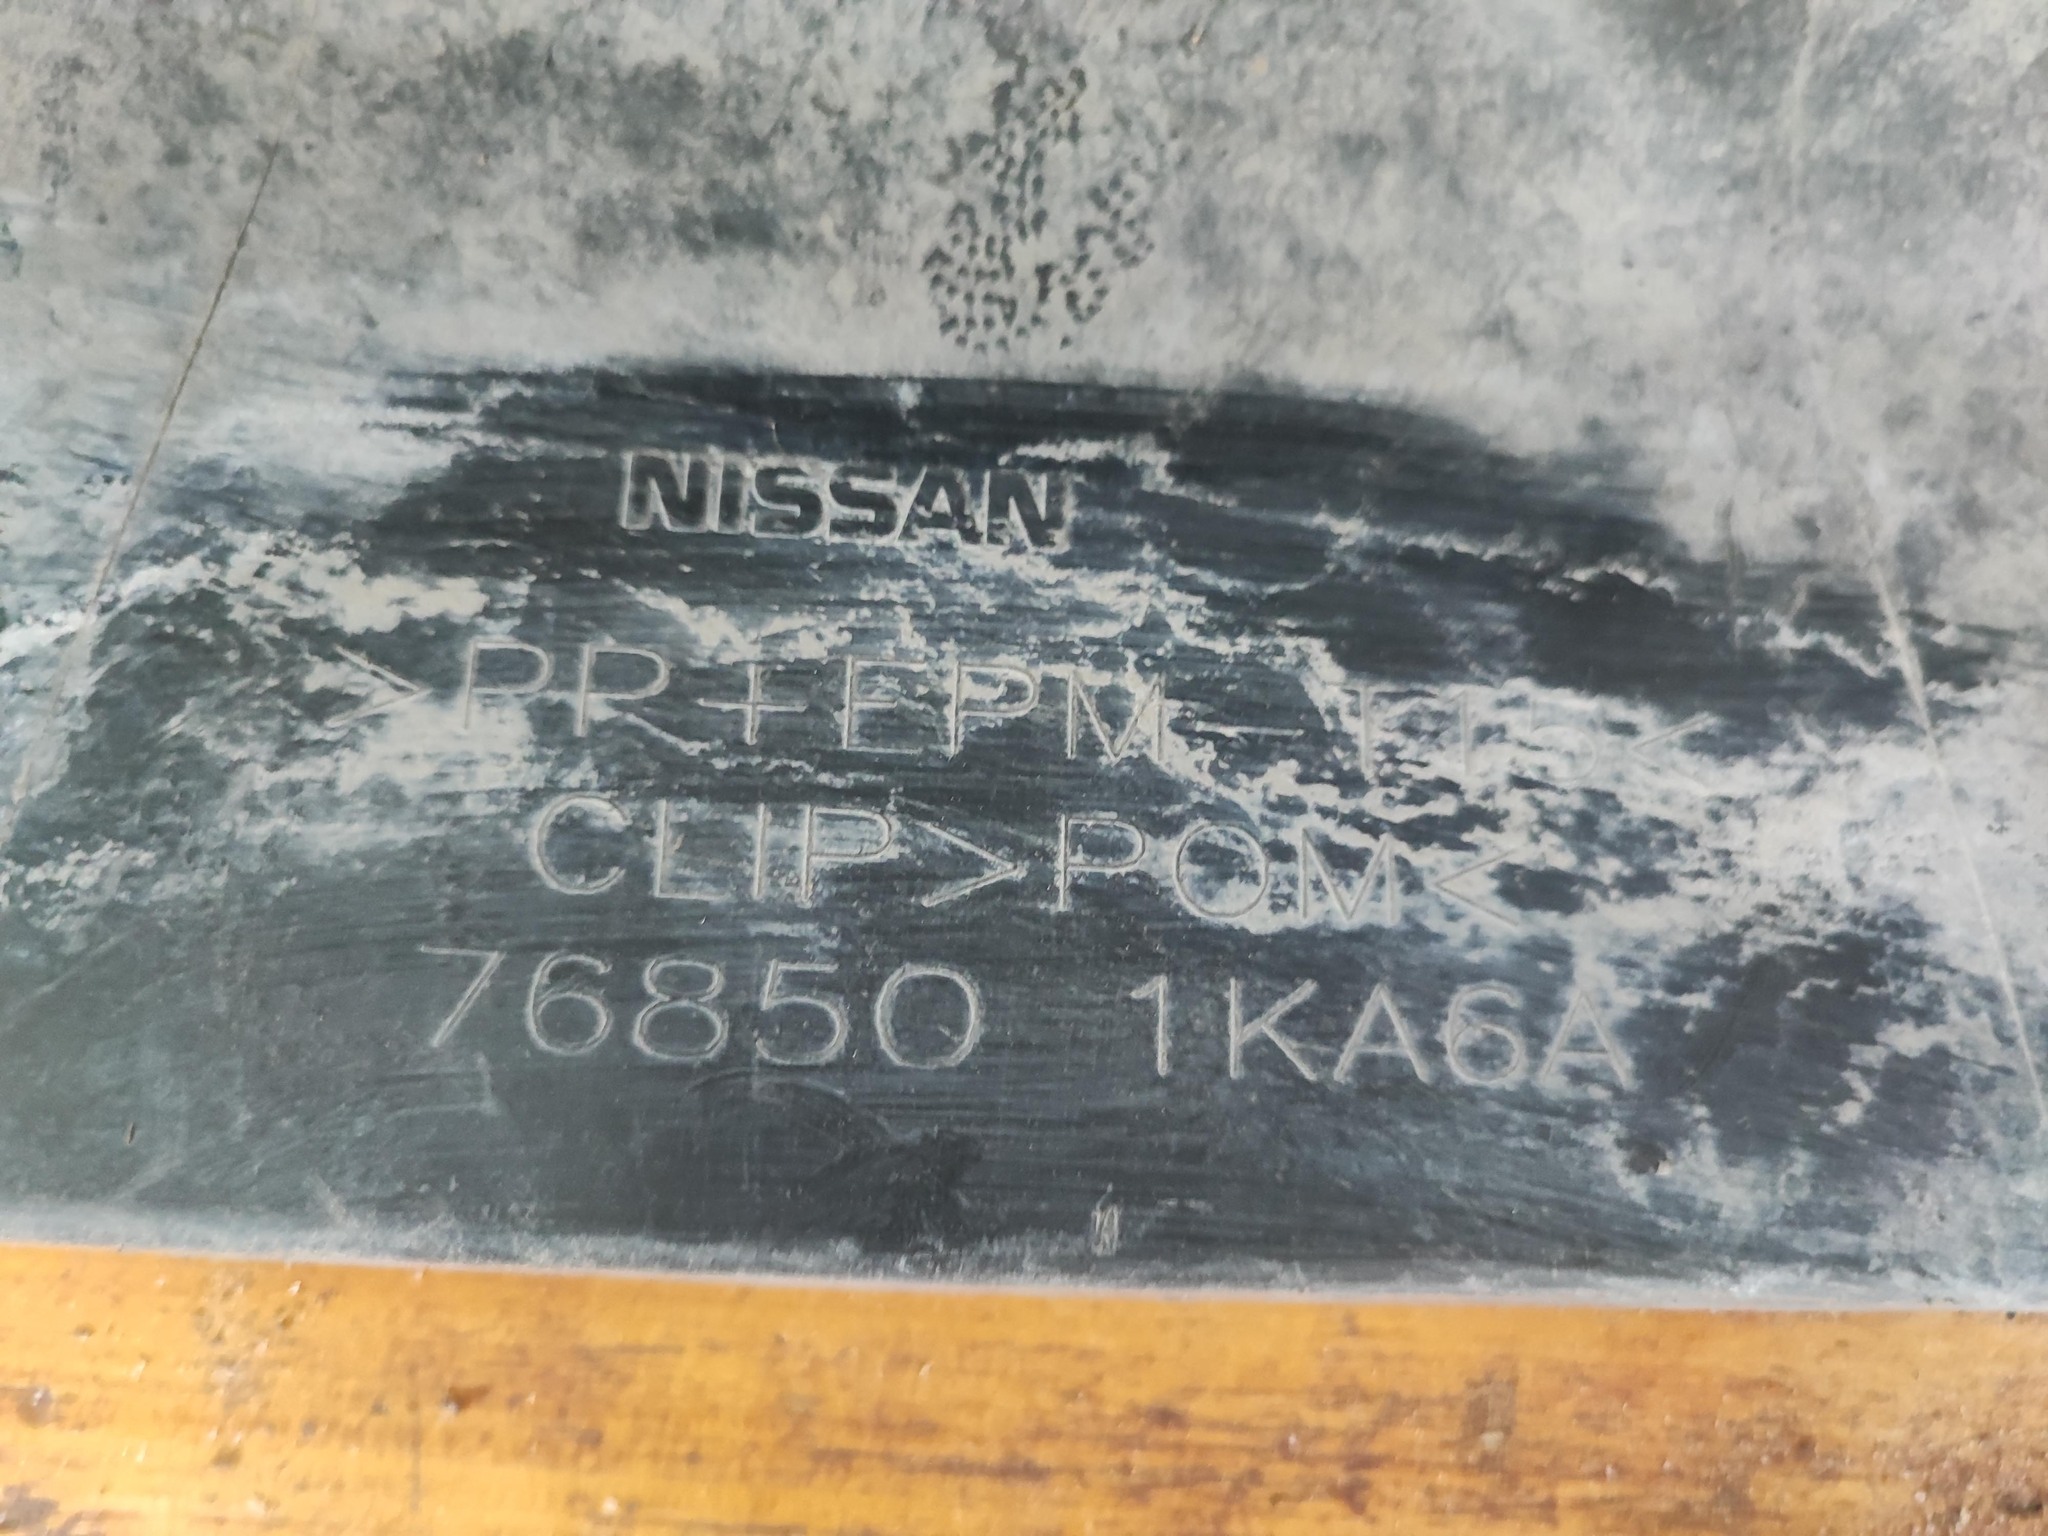 NISSAN
>PP+EPM-T15<
CLIP>POM<
76850 1KA6A